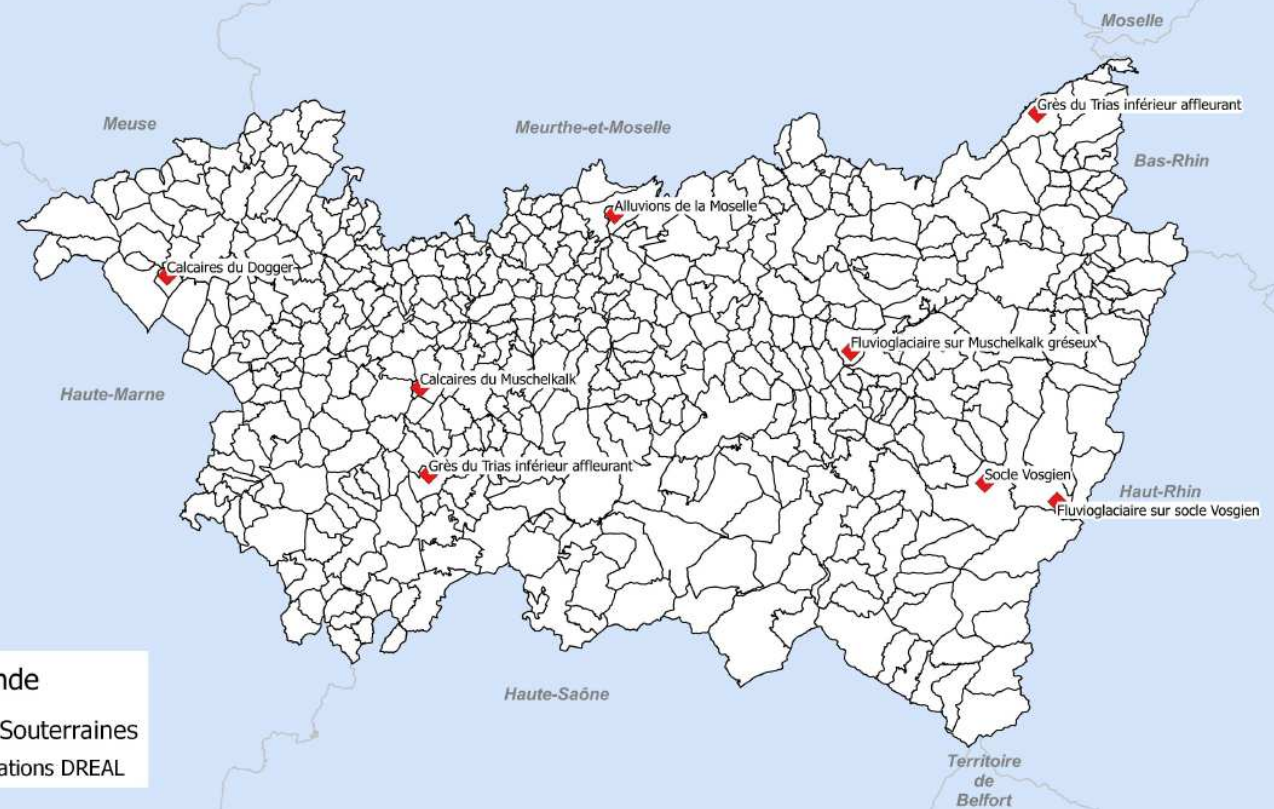 Moselle
Grès du Trias inférieur affleurant
Meuse
Meurthe-et-Moselle
Bas-Rhin
Alluvions de la Moselle
Calcaires du Dogger
Fluvioglaciaire sur Muschelkalk gréseux
Calcaires du Muschelkalk
Haute-Marne
Grès du Trias inférieur affleurant
Socle Vosgien
Haut-Rhin
Fluvioglaciaire sur socle Vosgien
nde
Haute-Saône
Souterraines
ations DREAL
Territoire
de
Belfort